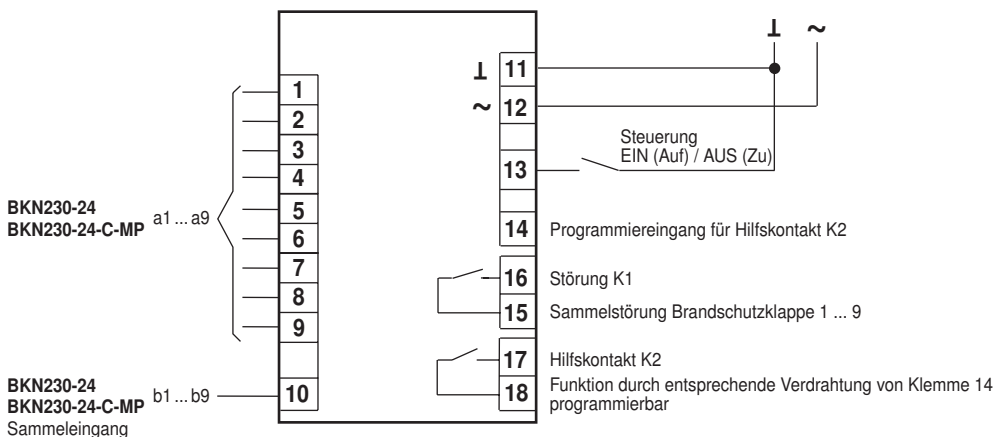 ⊥ ~
⊥ 11
~ 12
Steuerung
EIN (Auf) / AUS (Zu)
13
14 Programmiereingang für Hilfskontakt K2
16 Störung K1
15 Sammelstörung Brandschutzklappe 1 ... 9
17 Hilfskontakt K2
18 Funktion durch entsprechende Verdrahtung von Klemme 14
programmierbar
1
2
3
4
5
6
7
8
9
BKN230-24
BKN230-24-C-MP a1 ... a9
10
BKN230-24
BKN230-24-C-MP b1 ... b9
Sammeleingang